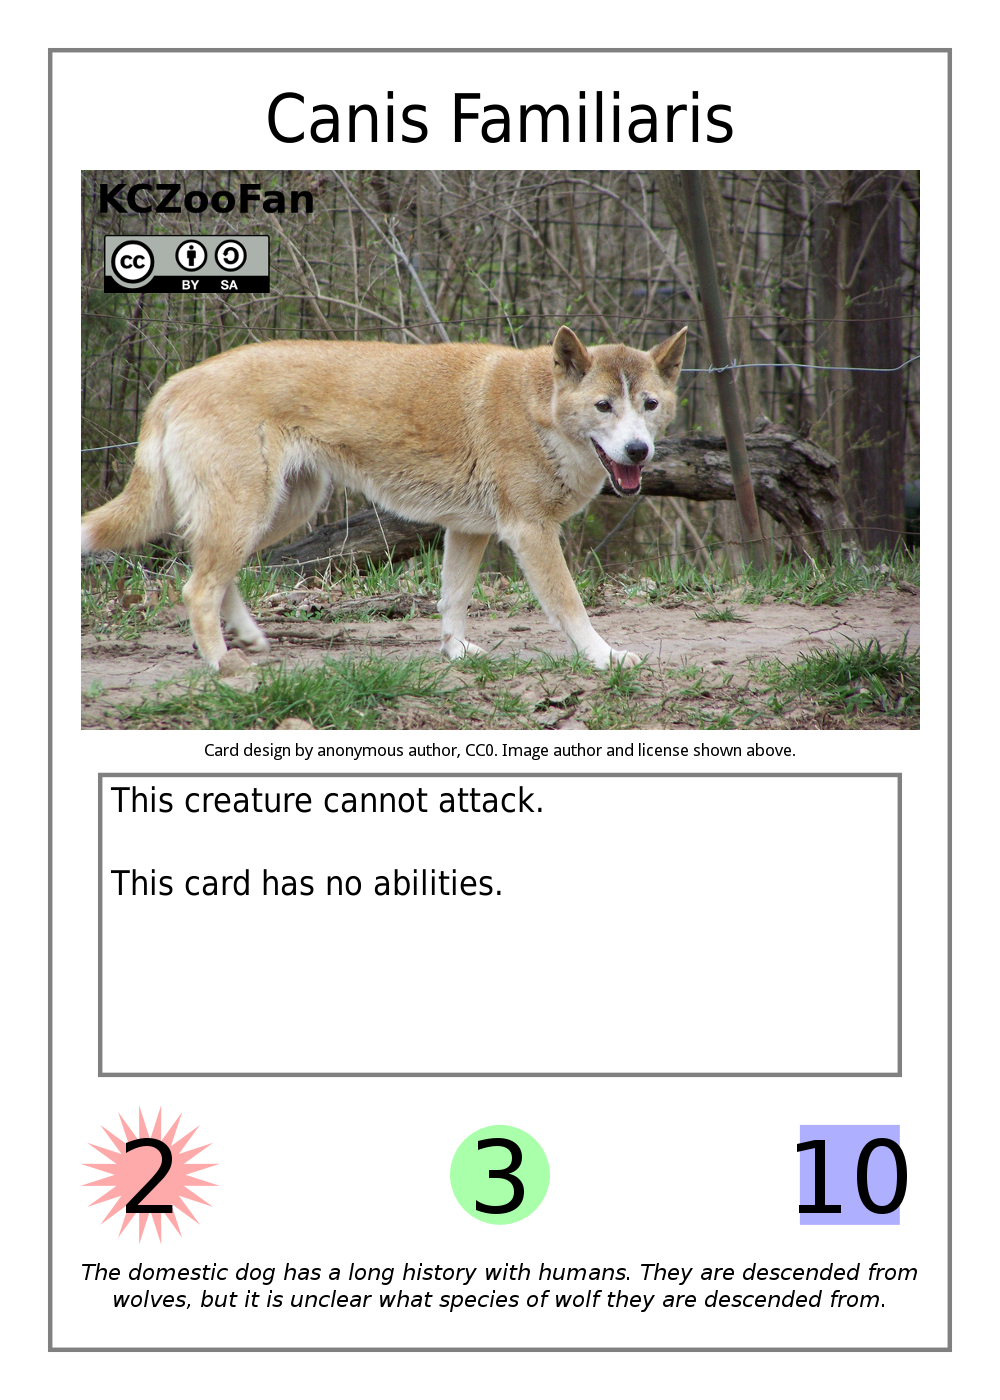 Canis Familiaris
KCZooFan
cc
BY SA
Card design by anonymous author, CC0. Image author and license shown above.
This creature cannot attack.
This card has no abilities.
2 3 10
The domestic dog has a long history with humans. They are descended from
wolves, but it is unclear what species of wolf they are descended from.